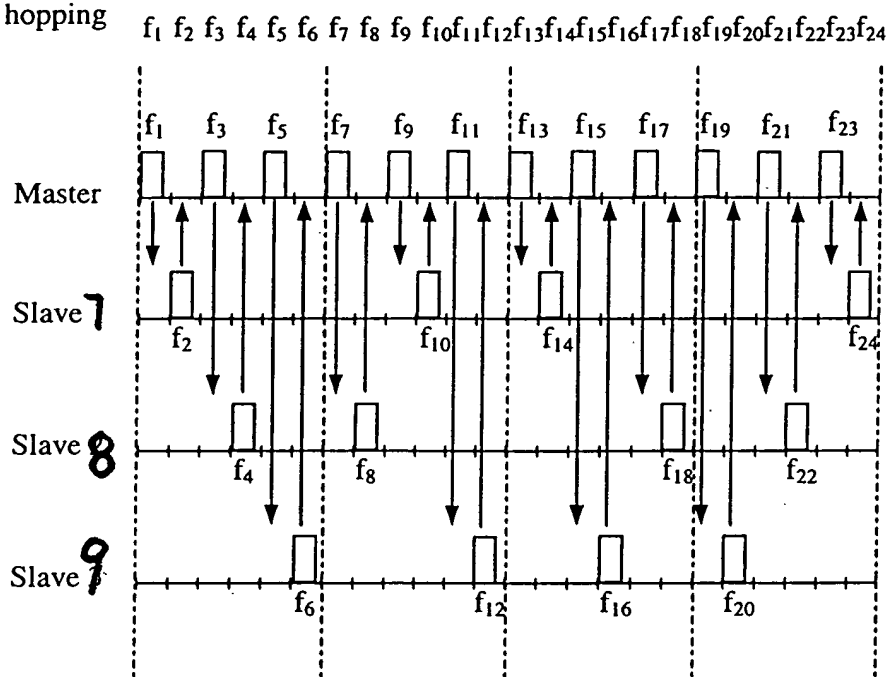 hopping
f₁ f₂ f₃ f₄ f₅ f₆ f₇ f₈ f₉ f₁₀ f₁₁ f₁₂ f₁₃ f₁₄ f₁₅ f₁₆ f₁₇ f₁₈ f₁₉ f₂₀ f₂₁ f₂₂ f₂₃ f₂₄
f₁ f₃ f₅ f₇ f₉ f₁₁ f₁₃ f₁₅ f₁₇ f₁₉ f₂₁ f₂₃
Master
Slave 7
f₂ f₁₀ f₁₄ f₂₄
Slave 8
f₄ f₈ f₁₈ f₂₂
Slave 9
f₆ f₁₂ f₁₆ f₂₀